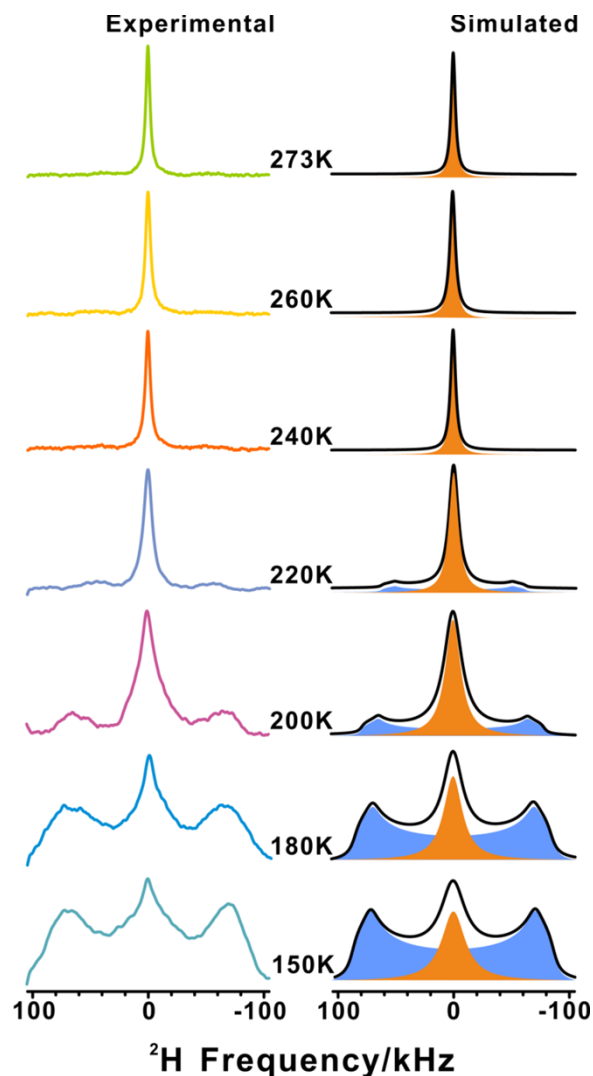 Experimental Simulated
273K
260K
240K
220K
200K
180K
150K
100 0 -100 100 0 -100
²H Frequency/kHz